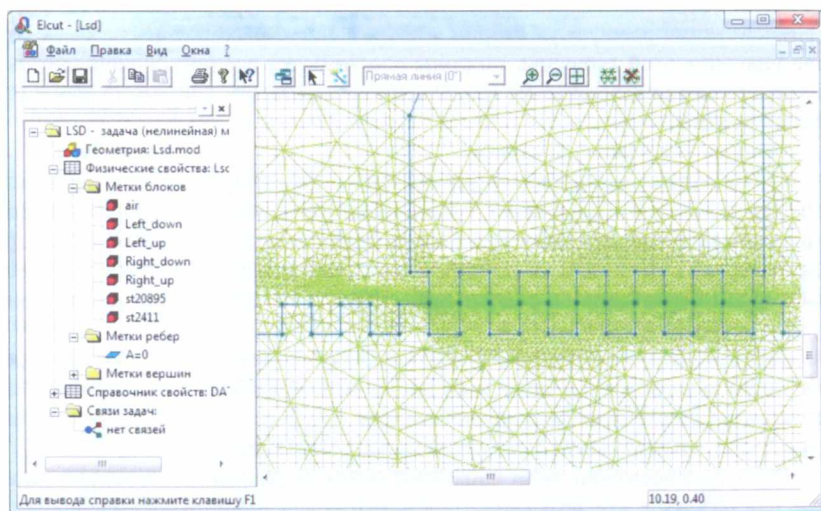 Elcut - [Lsd]
Файл Правка Вид Окна ?
Прямая линия (0°)
LSD - задача (нелинейная) м
Геометрия: Lsd.mod
Физические свойства: Lsd
Метки блоков
air
Left_down
Left_up
Right_down
Right_up
st20895
st2411
Метки ребер
A=0
Метки вершин
Справочник свойств: DA
Связи задач:
нет связей
Для вывода справки нажмите клавишу F1
10.19, 0.40